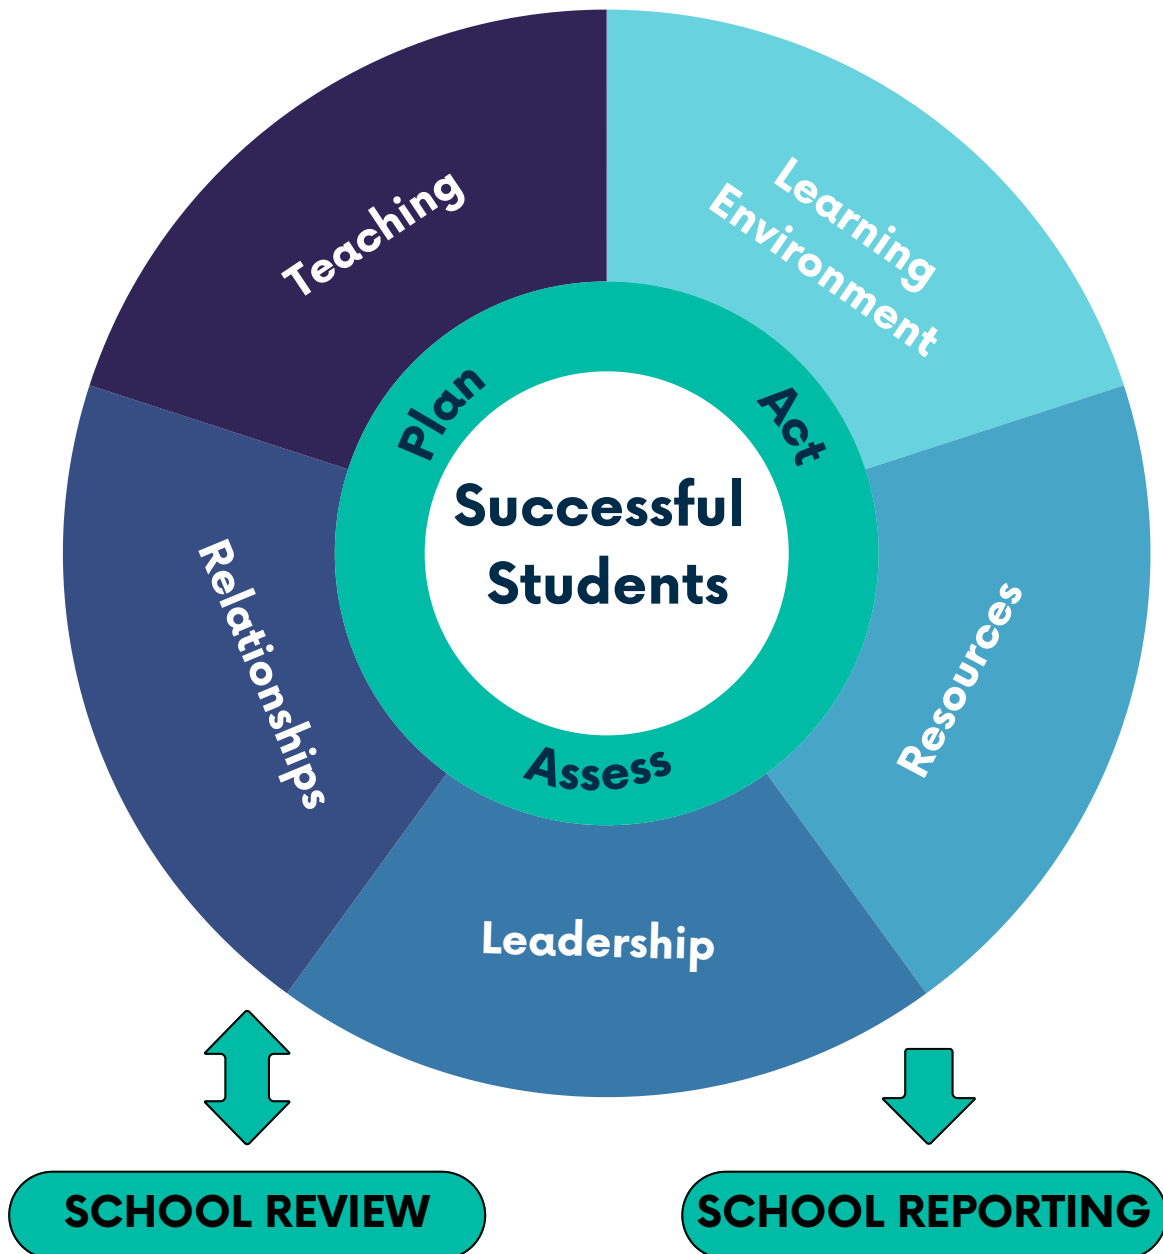 Teaching
Learning
Environment
Plan
Act
Successful
Students
Relationships
Resources
Assess
Leadership
SCHOOL REVIEW
SCHOOL REPORTING